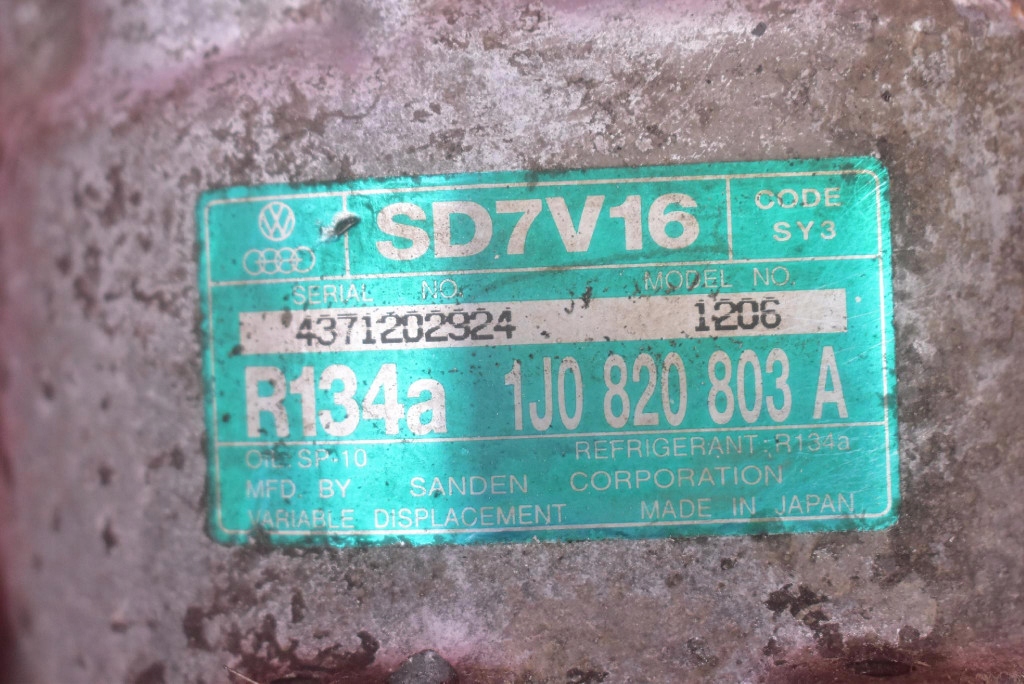 SD7V16 CODE
SY3
SERIAL NO. MODEL NO.
4371202924 1206
R134a 1J0 820 803 A
OIL SP-10 REFRIGERANT:R134a
MFD BY SANDEN CORPORATION
VARIABLE DiSPLACEMENT MADE IN JAPAN